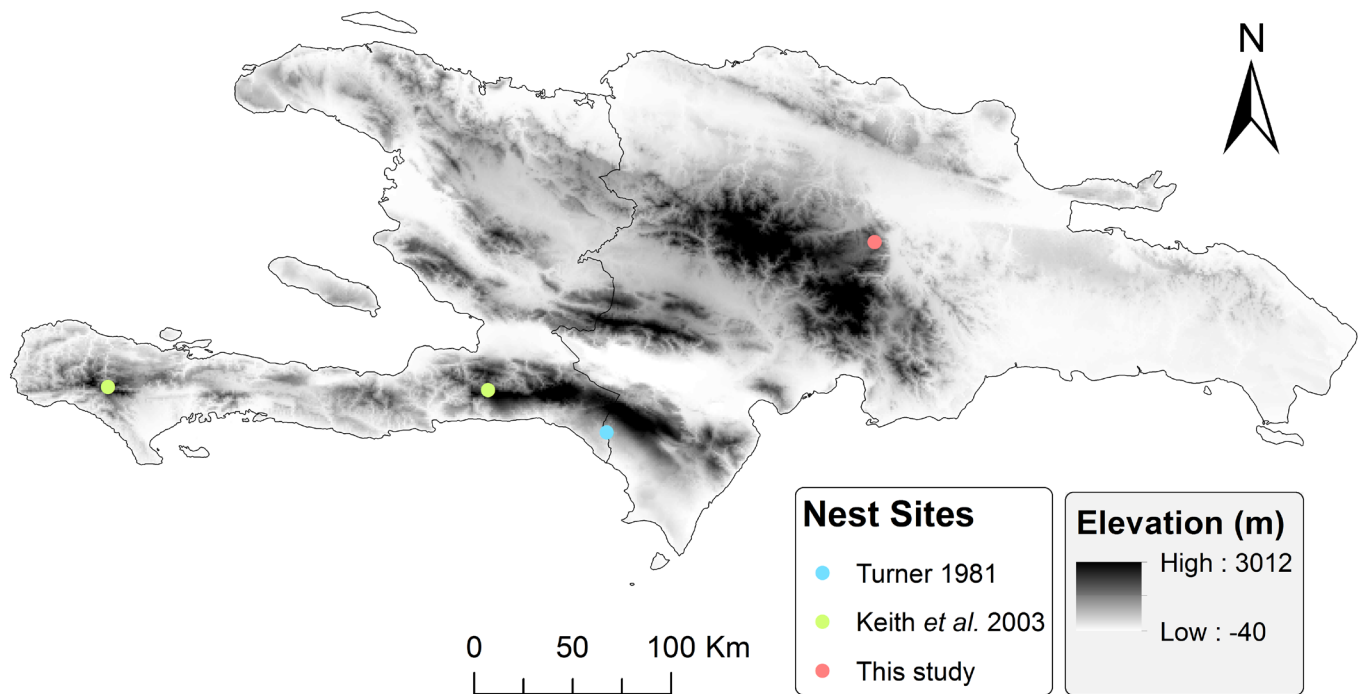 N
Nest Sites
Turner 1981
Keith et al. 2003
This study
Elevation (m)
High : 3012
Low : -40
0 50 100 Km